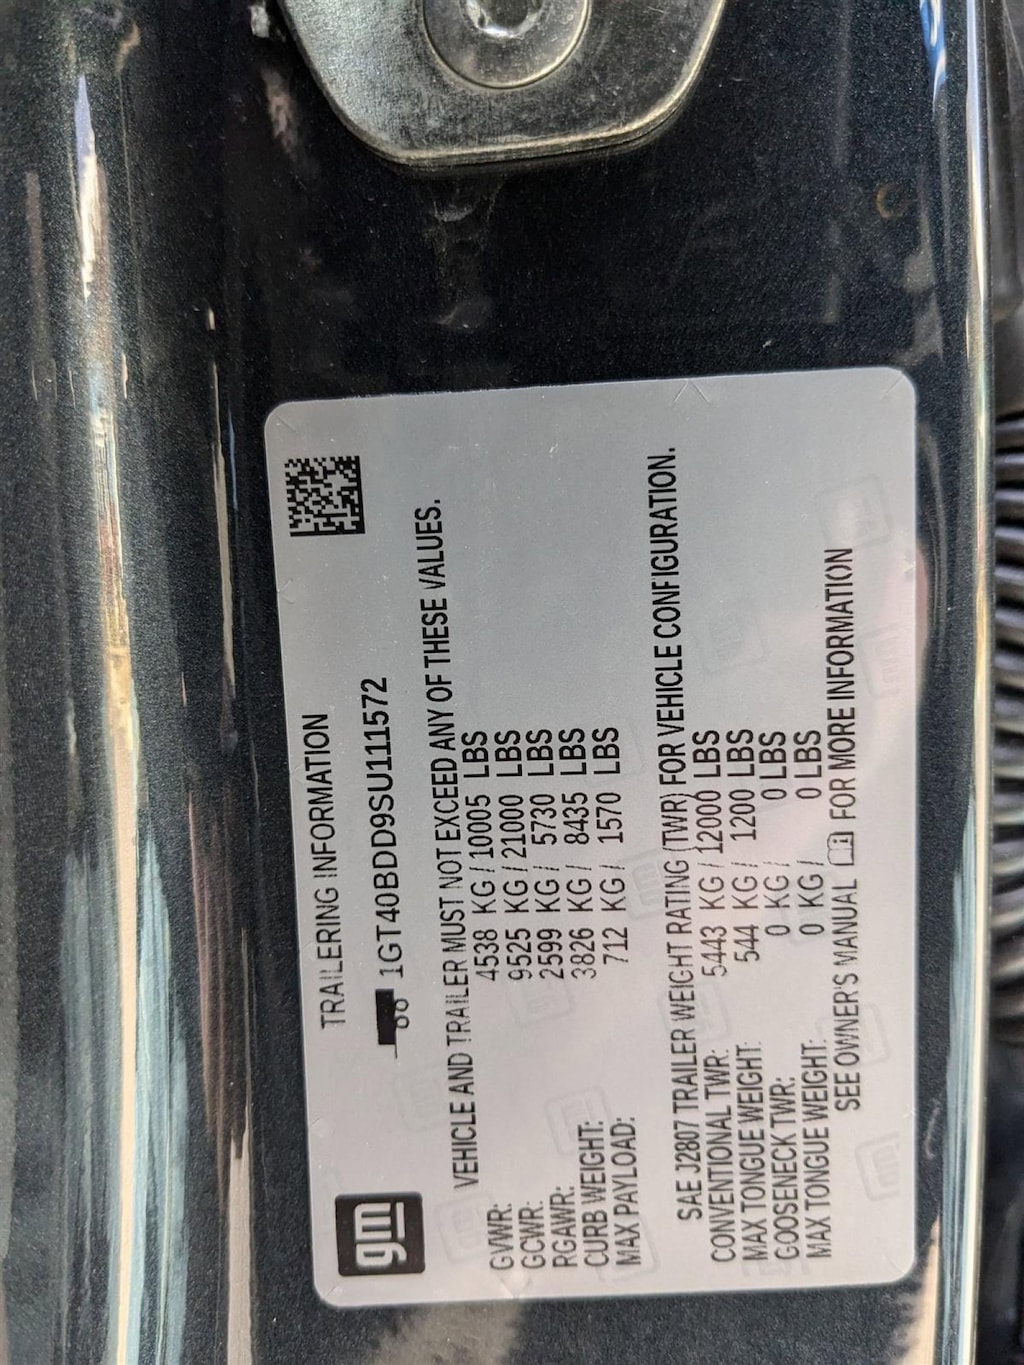 gm
TRAILERING INFORMATION
1GT40BDD9SU111572
VEHICLE AND TRAILER MUST NOT EXCEED ANY OF THESE VALUES.
GVWR: 4538 KG / 10005 LBS
GCWR: 9525 KG / 21000 LBS
RGAWR: 2599 KG / 5730 LBS
CURB WEIGHT: 3826 KG / 8435 LBS
MAX PAYLOAD: 712 KG / 1570 LBS
SAE J2807 TRAILER WEIGHT RATING (TWR) FOR VEHICLE CONFIGURATION.
CONVENTIONAL TWR: 5443 KG / 12000 LBS
MAX TONGUE WEIGHT: 544 KG / 1200 LBS
GOOSENECK TWR: 0 KG / 0 LBS
MAX TONGUE WEIGHT: 0 KG / 0 LBS
SEE OWNER'S MANUAL FOR MORE INFORMATION